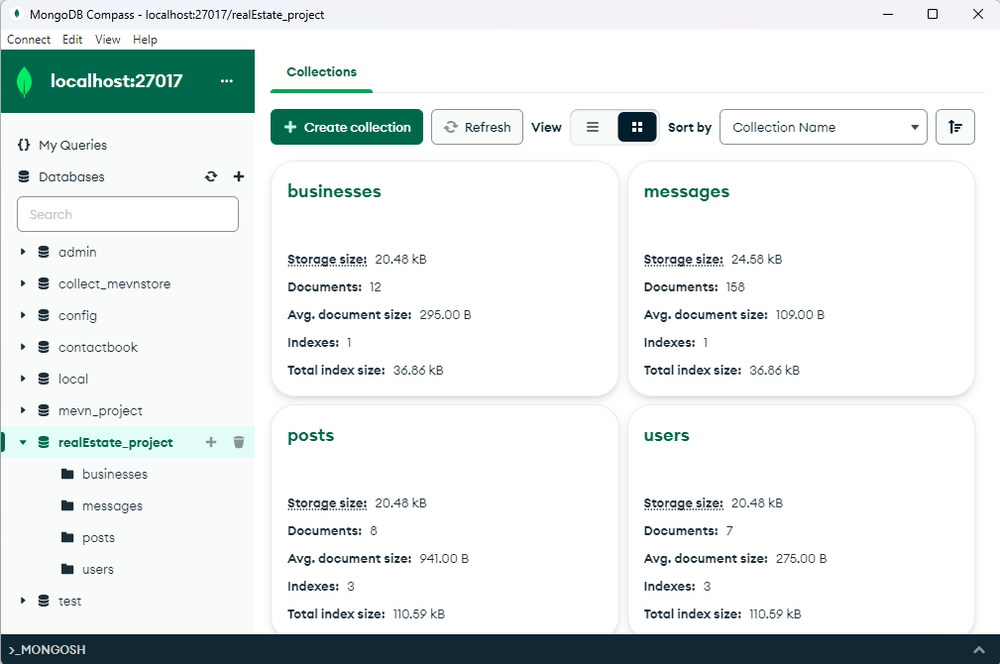 MongoDB Compass - localhost:27017/realEstate_project
Connect Edit View Help
localhost:27017 ...
{} My Queries
Databases
Search
admin
collect_mevnstore
config
contactbook
local
mevn_project
realEstate_project
businesses
messages
posts
users
test
Collections
Create collection Refresh View Sort by Collection Name
businesses
Storage size: 20.48 kB
Documents: 12
Avg. document size: 295.00 B
Indexes: 1
Total index size: 36.86 kB
messages
Storage size: 24.58 kB
Documents: 158
Avg. document size: 109.00 B
Indexes: 1
Total index size: 36.86 kB
posts
Storage size: 20.48 kB
Documents: 8
Avg. document size: 941.00 B
Indexes: 3
Total index size: 110.59 kB
users
Storage size: 20.48 kB
Documents: 7
Avg. document size: 275.00 B
Indexes: 3
Total index size: 110.59 kB
>_MONGOSH